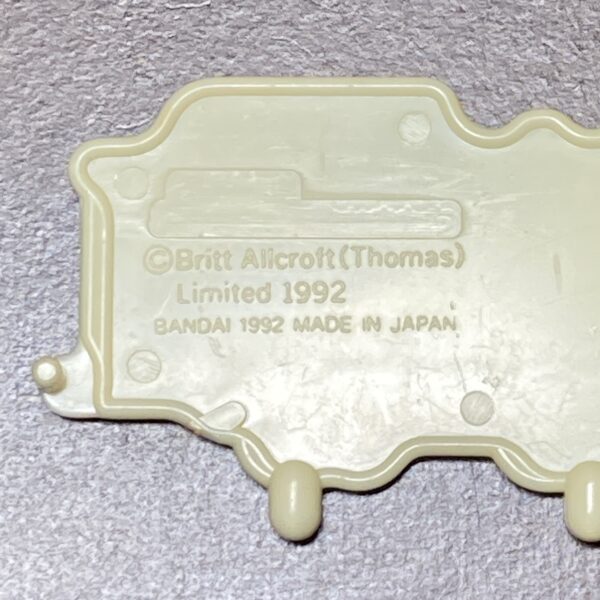 ©Britt Allcroft(Thomas)
Limited 1992
BANDAI 1992 MADE IN JAPAN